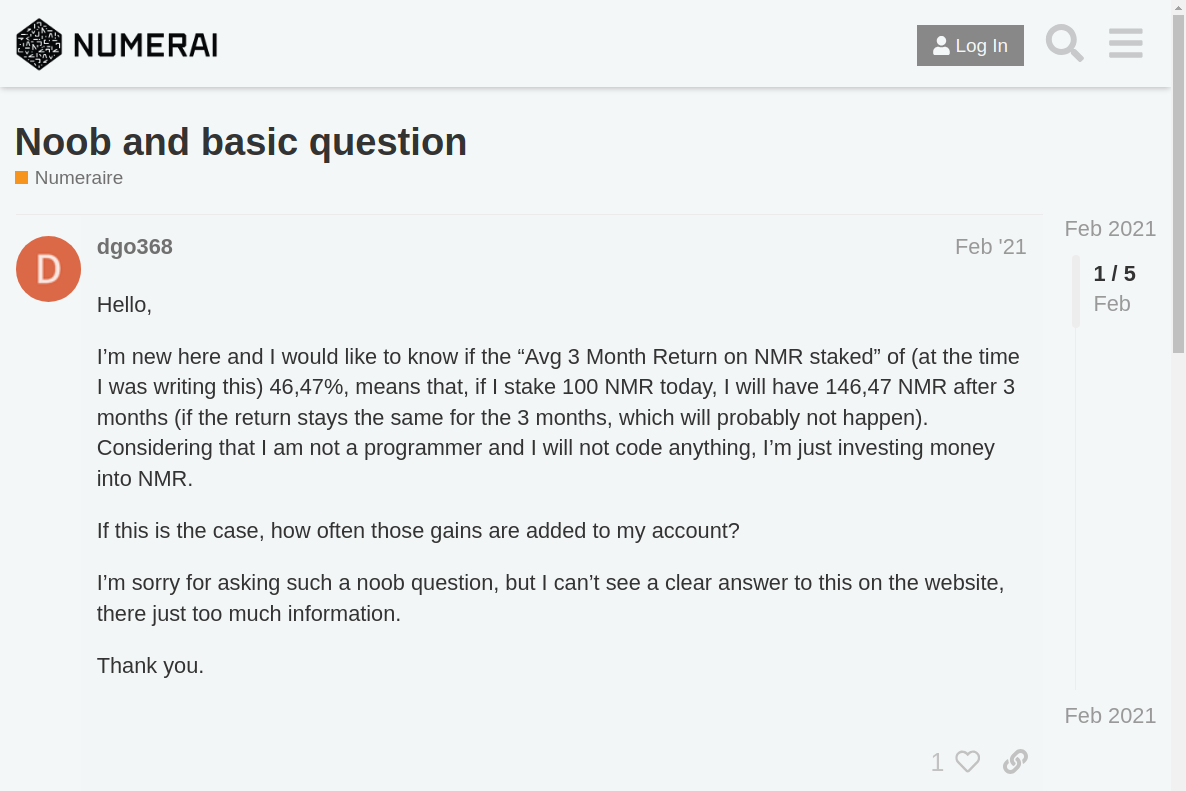 NUMERAI
Log In
Noob and basic question
Numeraire
D
dgo368
Feb '21
Hello,
I’m new here and I would like to know if the “Avg 3 Month Return on NMR staked” of (at the time
I was writing this) 46,47%, means that, if I stake 100 NMR today, I will have 146,47 NMR after 3
months (if the return stays the same for the 3 months, which will probably not happen).
Considering that I am not a programmer and I will not code anything, I’m just investing money
into NMR.
If this is the case, how often those gains are added to my account?
I’m sorry for asking such a noob question, but I can’t see a clear answer to this on the website,
there just too much information.
Thank you.
1
Feb 2021
1 / 5
Feb
Feb 2021